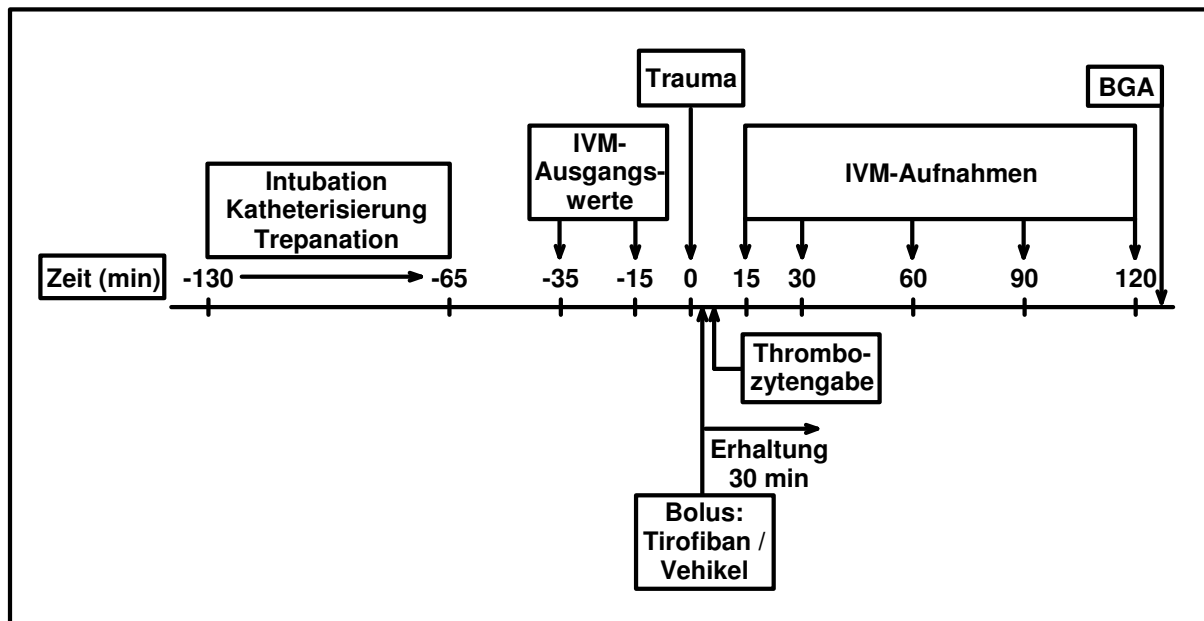 Trauma
BGA
IVM-
Ausgangs-
werte
IVM-Aufnahmen
Intubation
Katheterisierung
Trepanation
Zeit (min) -130 -65 -35 -15 0 15 30 60 90 120
Thrombo-
zytengabe
Erhaltung
30 min
Bolus:
Tirofiban /
Vehikel